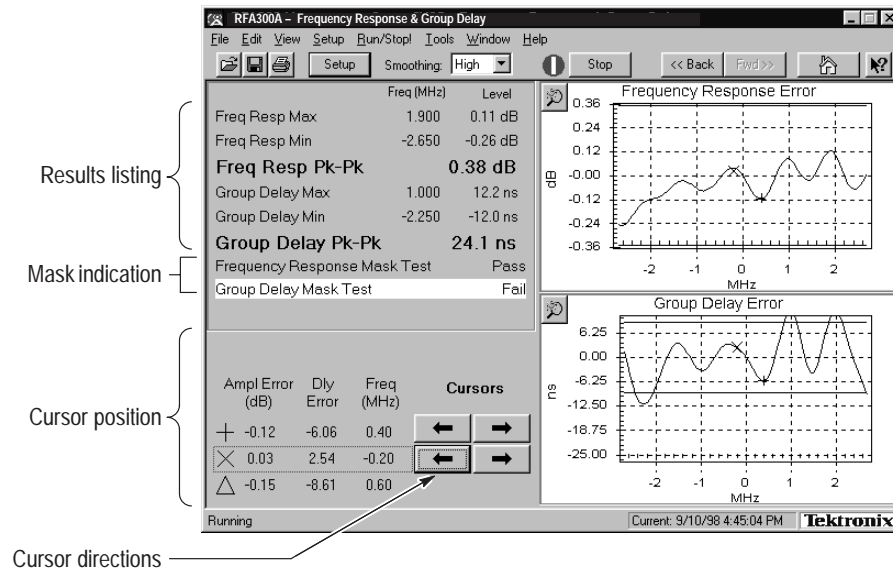 RFA300A – Frequency Response & Group Delay
File Edit View Setup Run/Stop! Tools Window Help
Setup Smoothing: High Stop << Back Fwd >>
Freq (MHz) Level
Freq Resp Max 1.900 0.11 dB
Freq Resp Min -2.650 -0.26 dB
Freq Resp Pk-Pk 0.38 dB
Group Delay Max 1.000 12.2 ns
Group Delay Min -2.250 -12.0 ns
Group Delay Pk-Pk 24.1 ns
Frequency Response Mask Test Pass
Group Delay Mask Test Fail
Results listing
Mask indication
Cursor position
Cursor directions
Ampl Error (dB) Dly Error Freq (MHz) Cursors
-0.12 -6.06 0.40
0.03 2.54 -0.20
-0.15 -8.61 0.60
Frequency Response Error
0.36
0.24
0.12
-0.00
-0.12
-0.24
-0.36
dB
-2 -1 0 1 2
MHz
Group Delay Error
6.25
0.00
-6.25
-12.50
-18.75
-25.00
ns
-2 -1 0 1 2
MHz
Running
Current: 9/10/98 4:45:04 PM
Tektronix